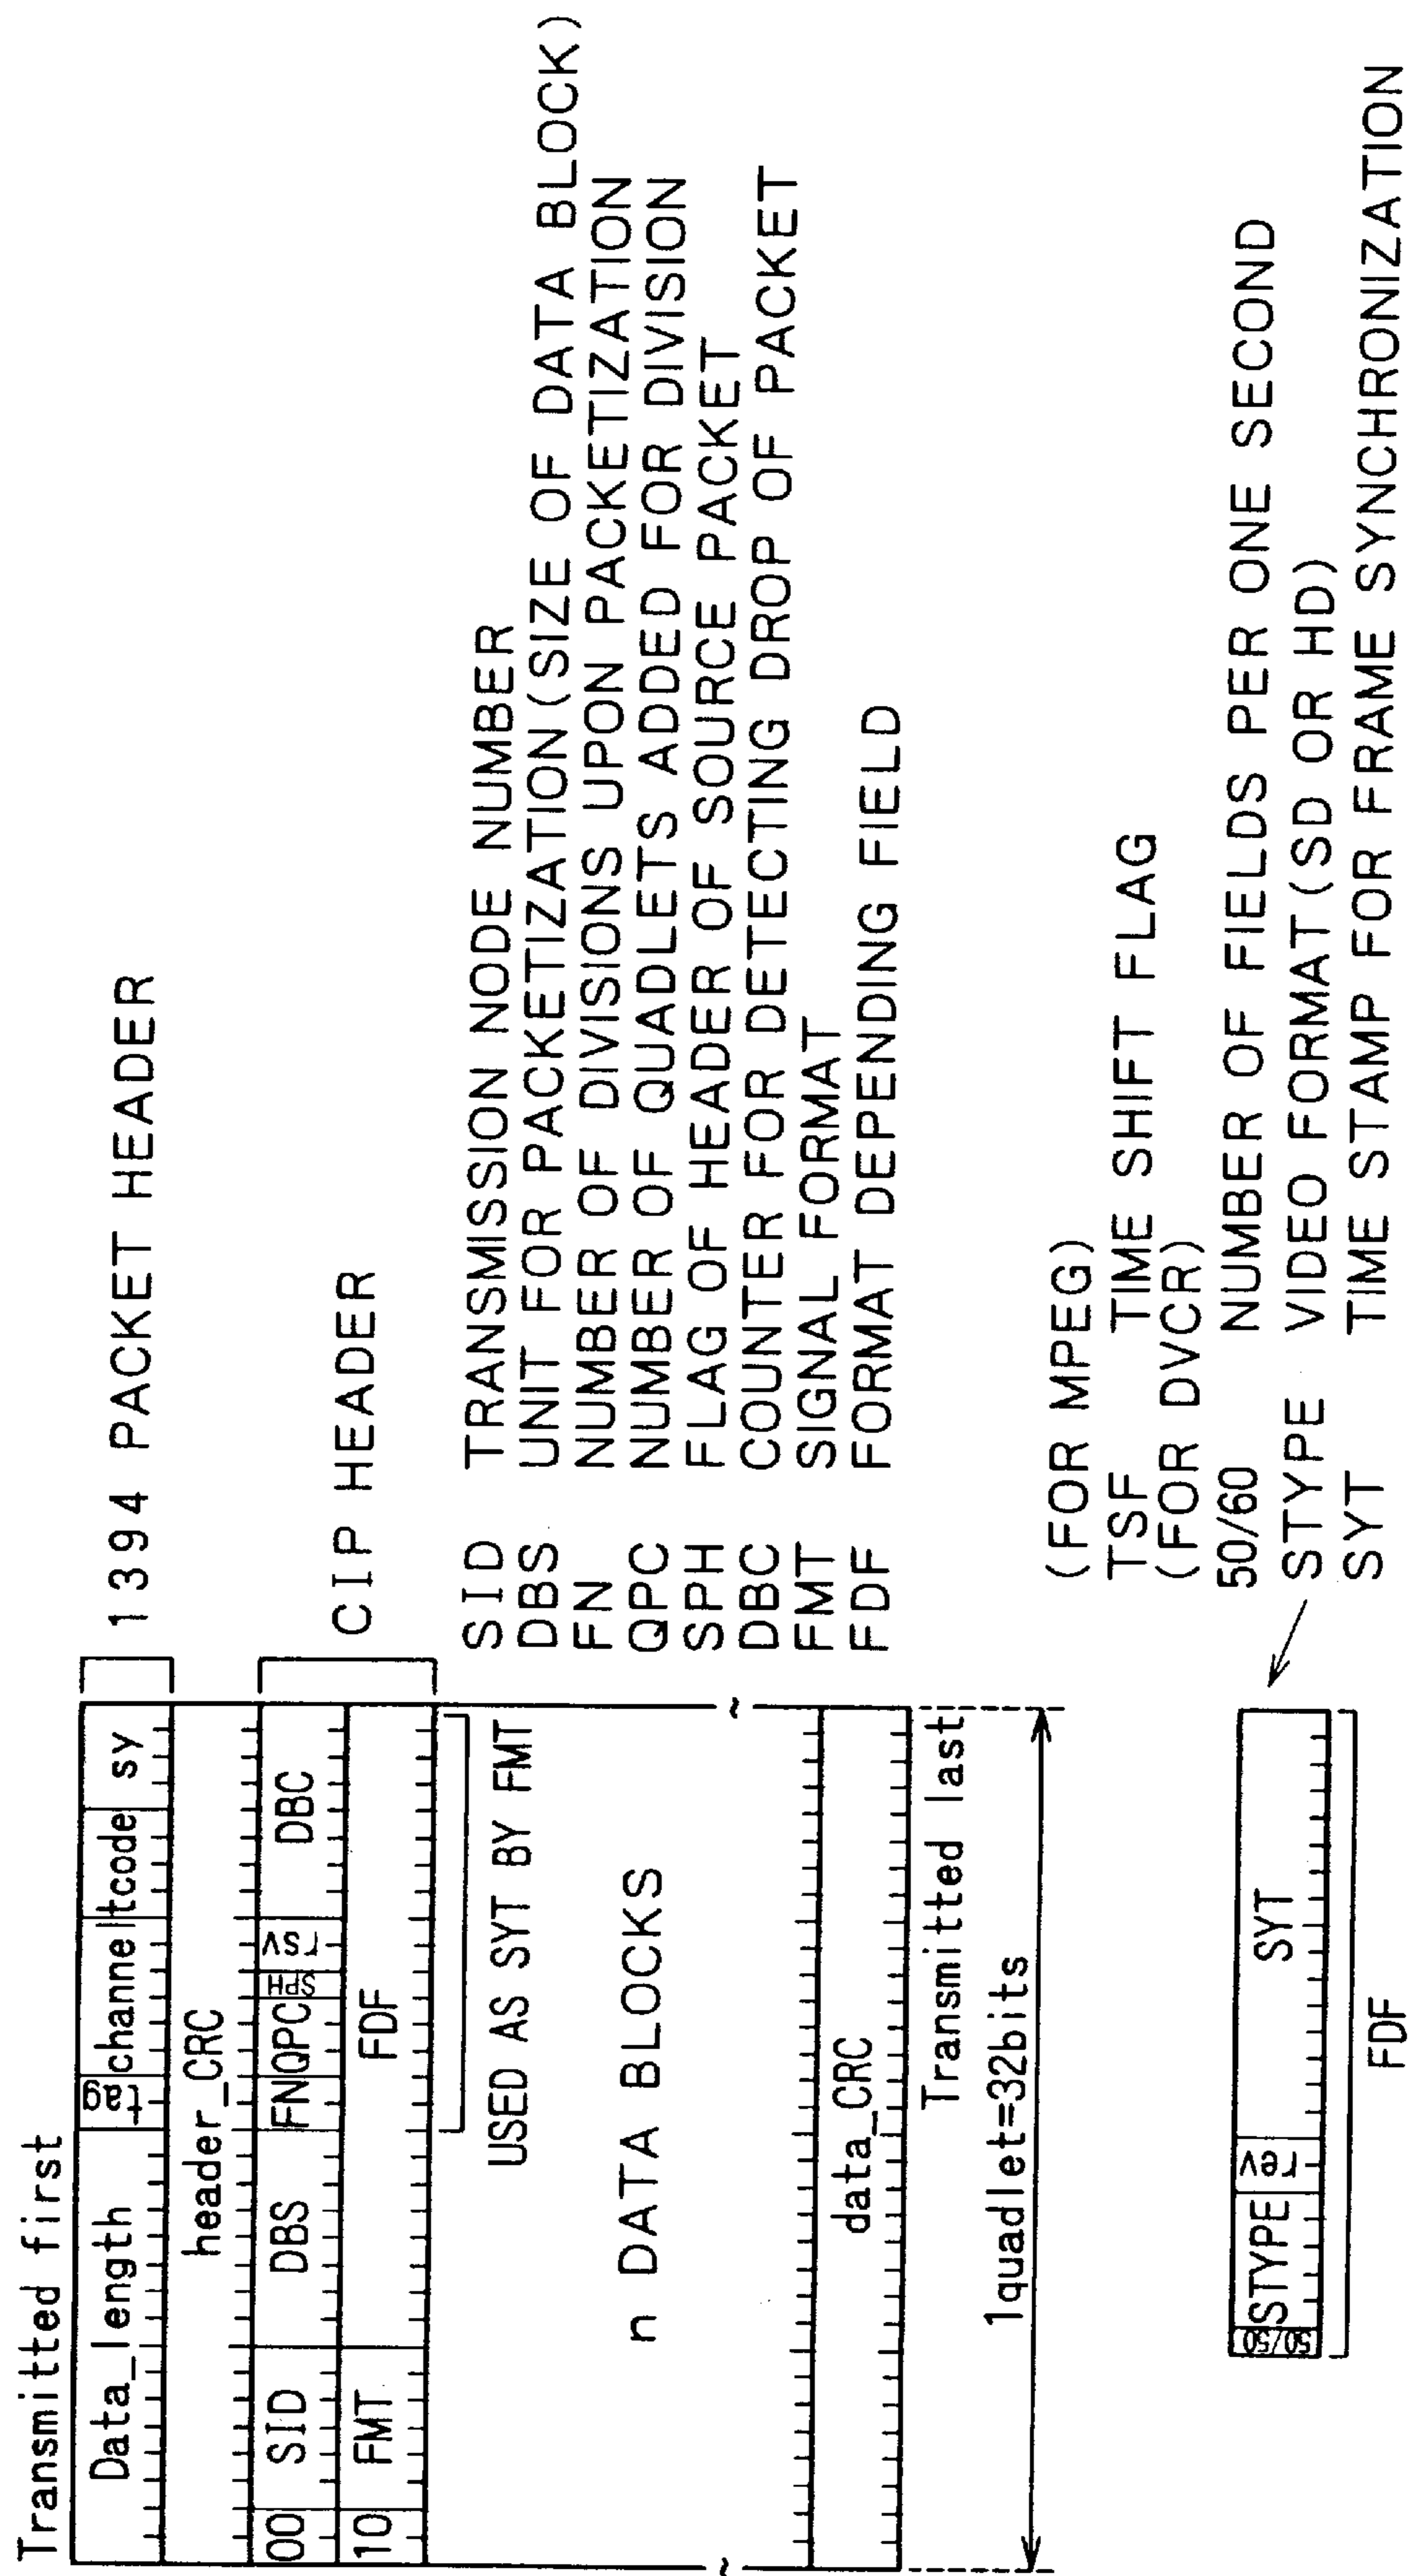 Transmitted first
Data_length tag channel tcode sy
1394 PACKET HEADER
header_CRC
00 SID DBS FN QPC SPH rsv DBC
CIP HEADER
10 FMT FDF
USED AS SYT BY FMT
n DATA BLOCKS
data_CRC
Transmitted last
1quadlet=32bits
SID TRANSMISSION NODE NUMBER
DBS UNIT FOR PACKETIZATION (SIZE OF DATA BLOCK)
FN NUMBER OF DIVISIONS UPON PACKETIZATION
QPC NUMBER OF QUADLETS ADDED FOR DIVISION
SPH FLAG OF HEADER OF SOURCE PACKET
DBC COUNTER FOR DETECTING DROP OF PACKET
FMT SIGNAL FORMAT
FDF FORMAT DEPENDING FIELD
(FOR MPEG)
TSF TIME SHIFT FLAG
(FOR DVCR)
50/60 NUMBER OF FIELDS PER ONE SECOND
STYPE VIDEO FORMAT (SD OR HD)
SYT TIME STAMP FOR FRAME SYNCHRONIZATION
50/50 STYPE rev SYT
FDF